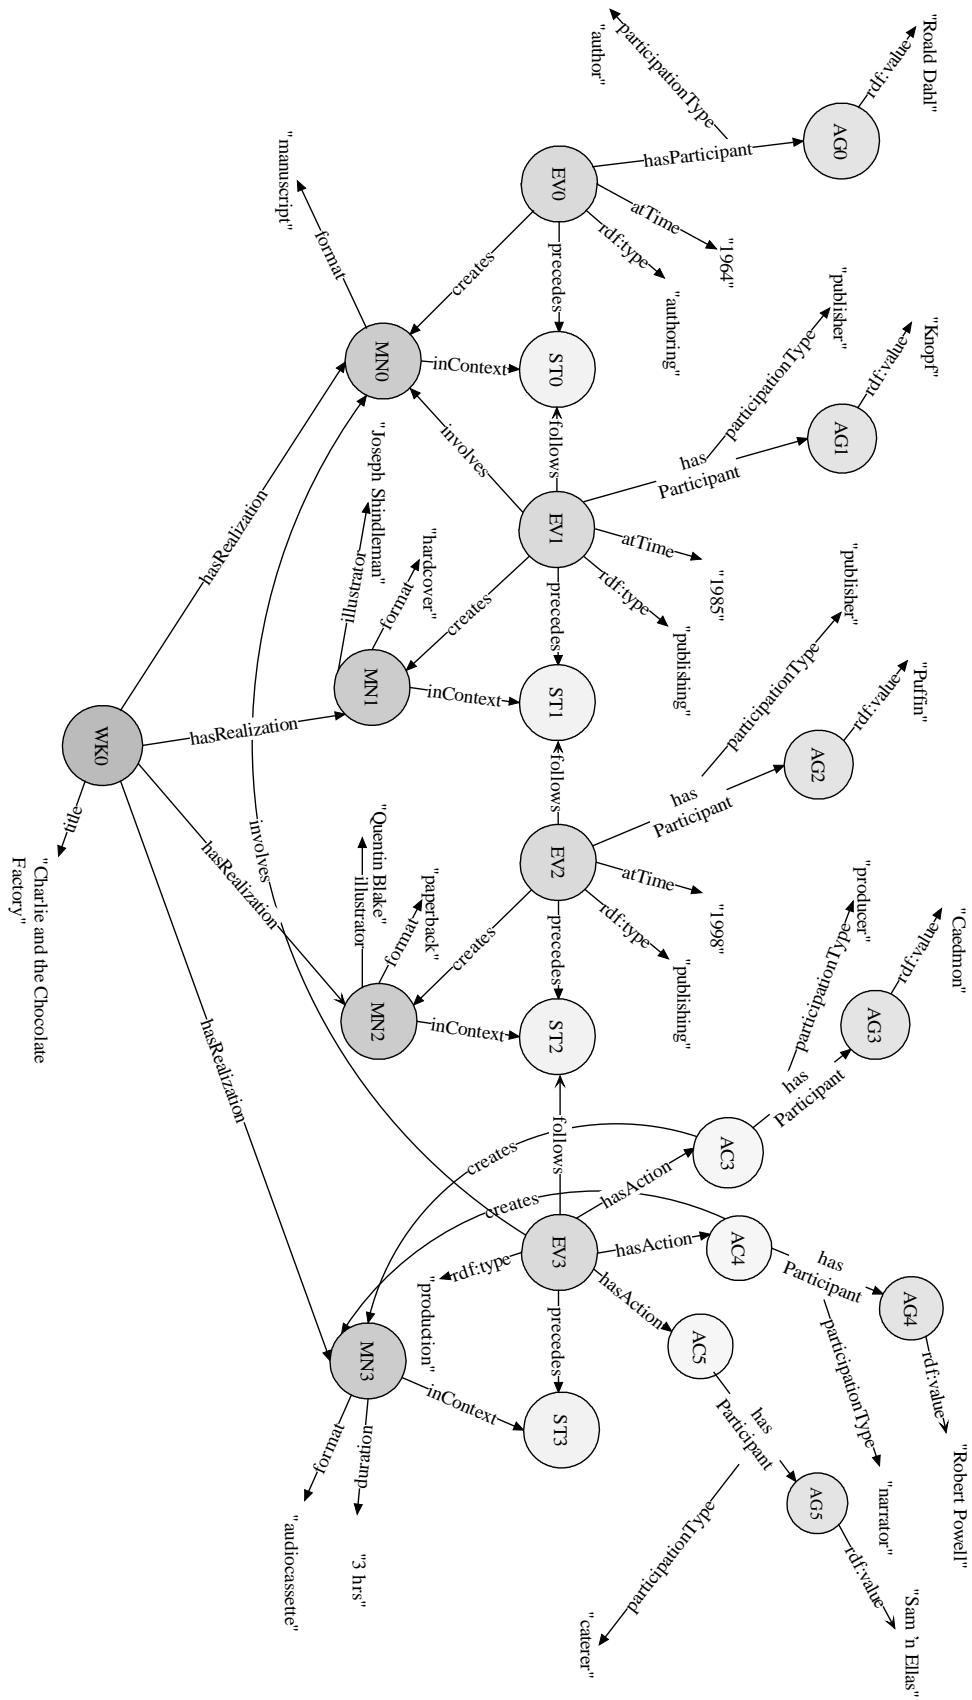 "Roald Dahl"
rdf:value
AG0
participationType
"author"
hasParticipant
EV0
atTime
"1964"
rdf:type
"authoring"
precedes
creates
"manuscript"
format
MN0
inContext
ST0
"Knopf"
rdf:value
AG1
"publisher"
participationType
has
Participant
follows
involves
EV1
atTime
"1985"
rdf:type
"publishing"
precedes
creates
"Joseph Shindleman"
illustrator
"hardcover"
format
MN1
inContext
ST1
"Puffin"
rdf:value
AG2
"publisher"
participationType
has
Participant
follows
EV2
atTime
"1998"
rdf:type
"publishing"
precedes
creates
"Quentin Blake"
illustrator
"paperback"
format
MN2
inContext
ST2
"Caedmon"
rdf:value
AG3
"producer"
participationType
has
Participant
AC3
follows
creates
hasAction
creates
EV3
hasAction
AC4
hasAction
AC5
rdf:type
"production"
precedes
has
Participant
AG4
rdf:value
"Robert Powell"
participationType
"narrator"
has
Participant
AG5
rdf:value
"Sam 'n Ellas"
participationType
"caterer"
MN3
inContext
ST3
duration
"3 hrs"
format
"audiocassette"
involves
hasRealization
hasRealization
hasRealization
hasRealization
WK0
title
"Charlie and the Chocolate
Factory"